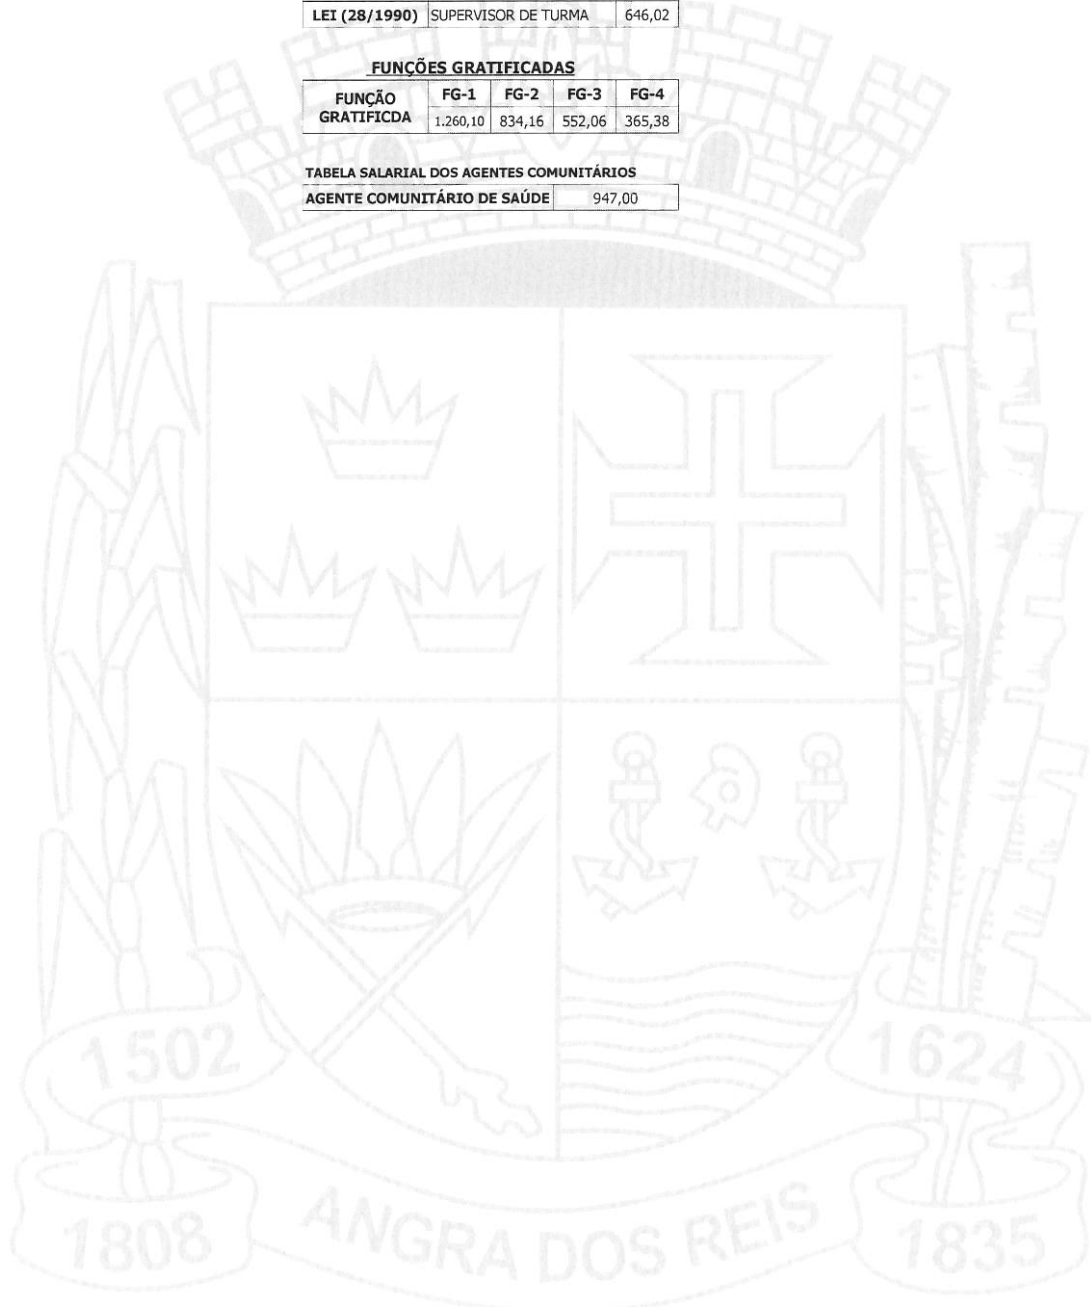 LEI (28/1990) SUPERVISOR DE TURMA 646,02
FUNÇÕES GRATIFICADAS
FUNÇÃO GRATIFICDA FG-1 FG-2 FG-3 FG-4
1.260,10 834,16 552,06 365,38
TABELA SALARIAL DOS AGENTES COMUNITÁRIOS
AGENTE COMUNITÁRIO DE SAÚDE 947,00
1502
1624
1808
ANGRA DOS REIS
1835